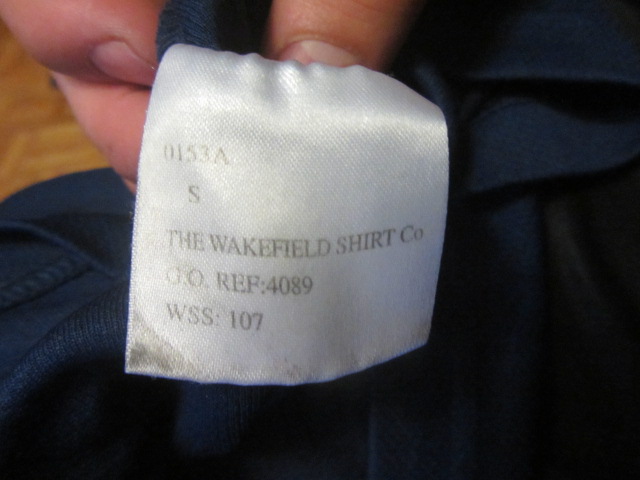 0153A
S
THE WAKEFIELD SHIRT Co
O.O. REF:4089
WSS: 107